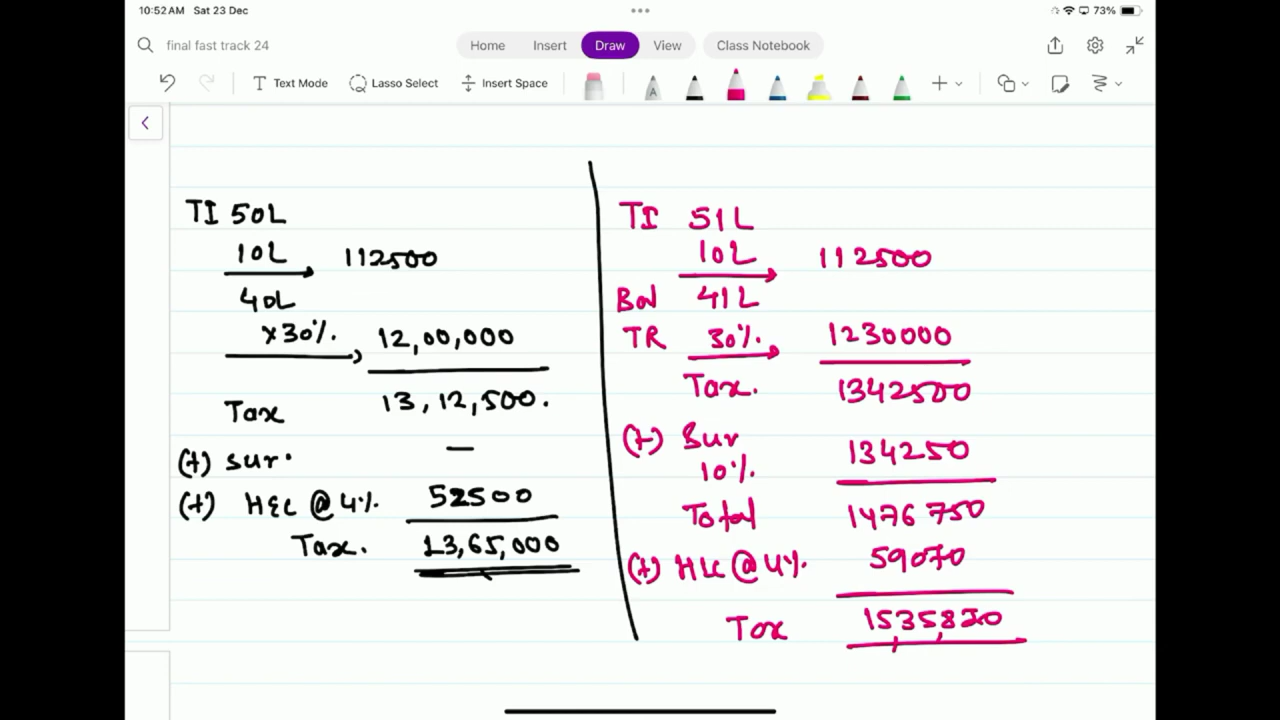 10:52 AM Sat 23 Dec
73%
final fast track 24
Home Insert Draw View Class Notebook
Text Mode Lasso Select Insert Space
A
TI 50L
10L 112500
40L
x30% 12,00,000
Tax 13,12,500.
(+) sur. —
(+) H&C @ 4% 52500
Tax. 13,65,000
TI 51L
10L 112500
Bal 41L
TR 30% 1230000
Tax. 1342500
(+) Sur 134250
10%.
Total 1476750
(+) HEC @ 4%. 59070
Tax 1535820